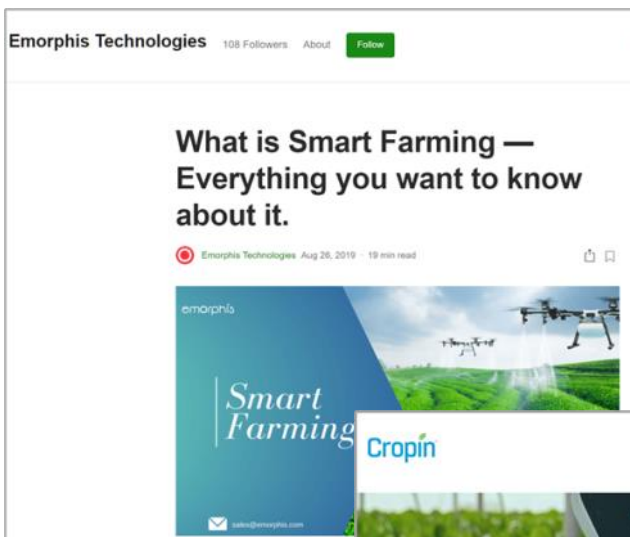 Emorphis Technologies 108 Followers About Follow
What is Smart Farming —
Everything you want to know
about it.
Emorphis Technologies Aug 26, 2019 · 19 min read
emorphis
Smart
Farming
Cropin
sales@emorphis.com